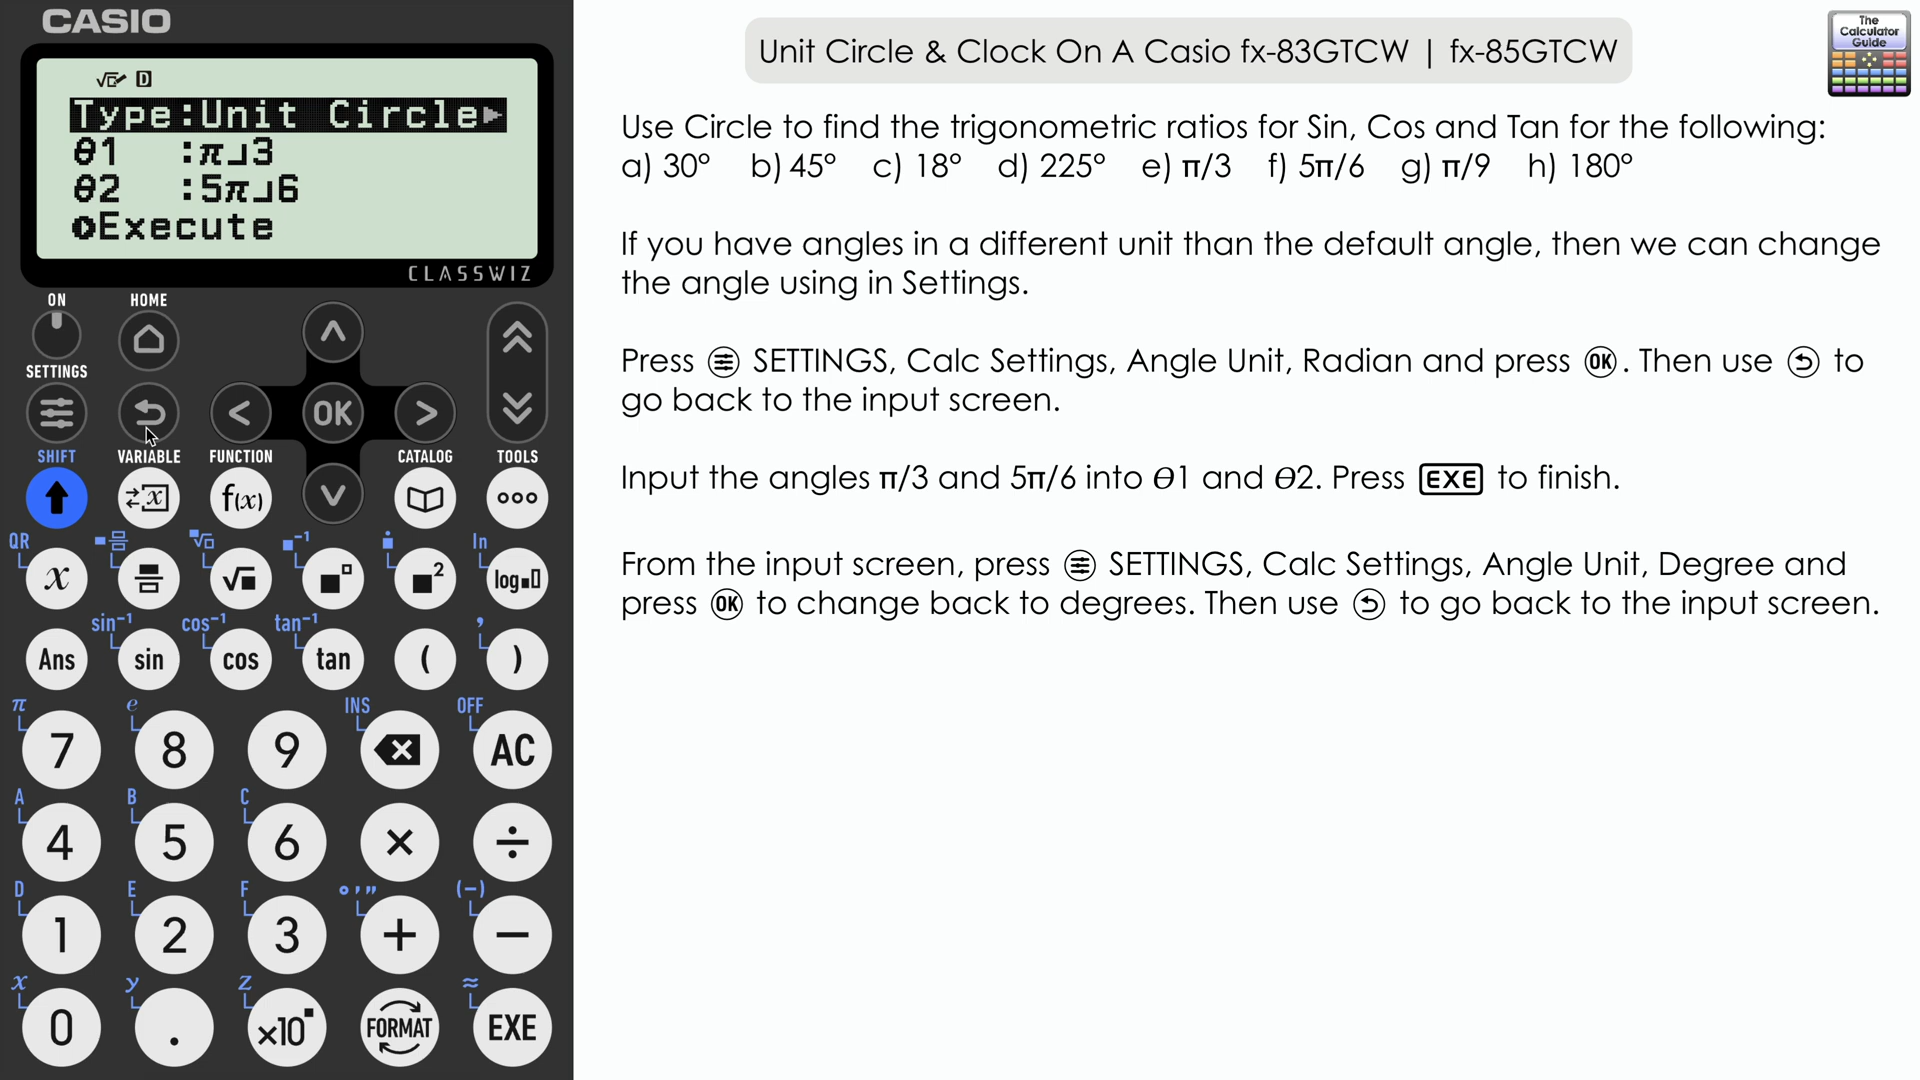 CASIO
√□/ D
Type:Unit Circle▶
θ1 :π⌟3
θ2 :5π⌟6
Execute
CLASSWIZ
ON HOME
SETTINGS
OK
SHIFT VARIABLE FUNCTION CATALOG TOOLS
x f(x)
QR √□ ■⁻¹ ln
x √■ ■□ ■² log■□
sin⁻¹ cos⁻¹ tan⁻¹ ,
Ans sin cos tan ( )
π e INS OFF
7 8 9 AC
A B C
4 5 6 × ÷
D E F ° ' " (−)
1 2 3 + −
x y z ≈
0 . ×10■ FORMAT EXE
Unit Circle & Clock On A Casio fx-83GTCW | fx-85GTCW
The
Calculator
Guide
Use Circle to find the trigonometric ratios for Sin, Cos and Tan for the following:
a) 30° b) 45° c) 18° d) 225° e) π/3 f) 5π/6 g) π/9 h) 180°
If you have angles in a different unit than the default angle, then we can change
the angle using in Settings.
Press SETTINGS, Calc Settings, Angle Unit, Radian and press OK. Then use to
go back to the input screen.
Input the angles π/3 and 5π/6 into θ1 and θ2. Press EXE to finish.
From the input screen, press SETTINGS, Calc Settings, Angle Unit, Degree and
press OK to change back to degrees. Then use to go back to the input screen.